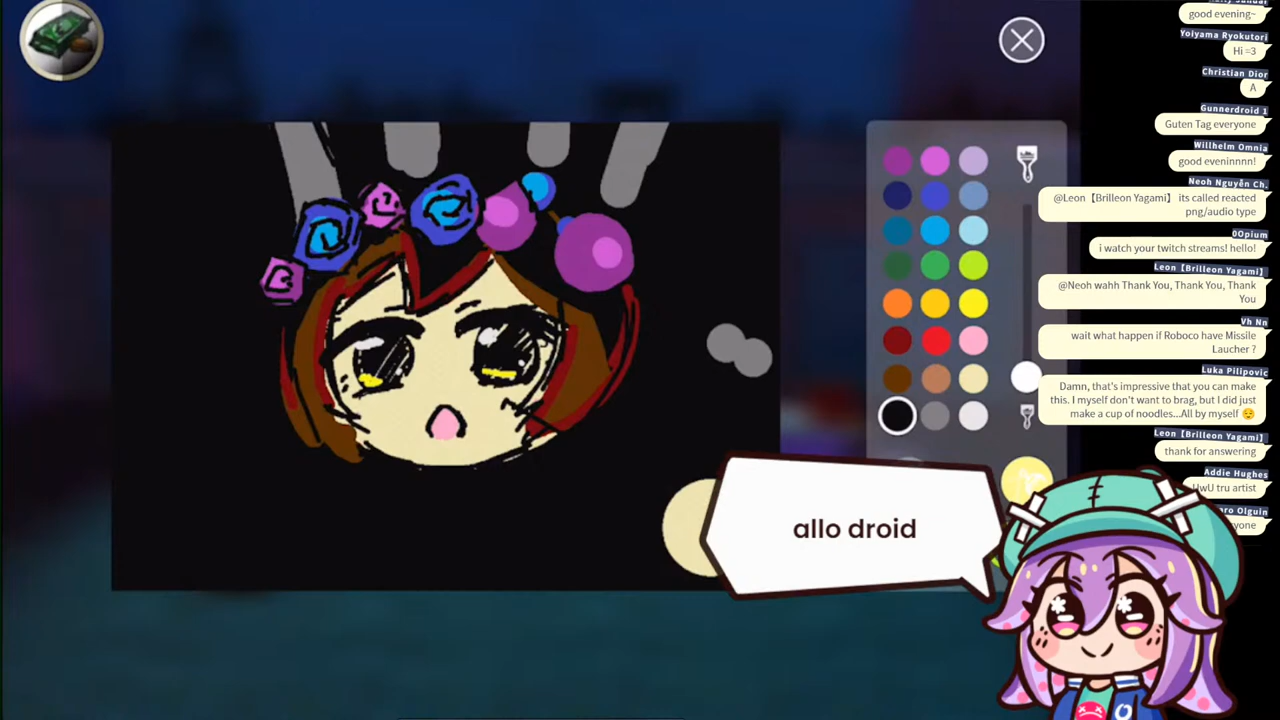 good evening~
Yoiyama Ryokutori
Hi =3
Christian Dior
A
Gunnerdroid 1
Guten Tag everyone
Willhelm Omnia
good eveninnnn!
Neoh Nguyễn Ch.
@Leon【Brilleon Yagami】 its called reacted
png/audio type
0Opium
i watch your twitch streams! hello!
Leon【Brilleon Yagami】
@Neoh wahh Thank You, Thank You, Thank
You
Vh Nn
wait what happen if Roboco have Missile
Laucher ?
Luka Pilipovic
Damn, that's impressive that you can make
this. I myself don't want to brag, but I did just
make a cup of noodles...All by myself 😔
Leon【Brilleon Yagami】
thank for answering
Addie Hughes
UwU tru artist
Olguin
allo droid